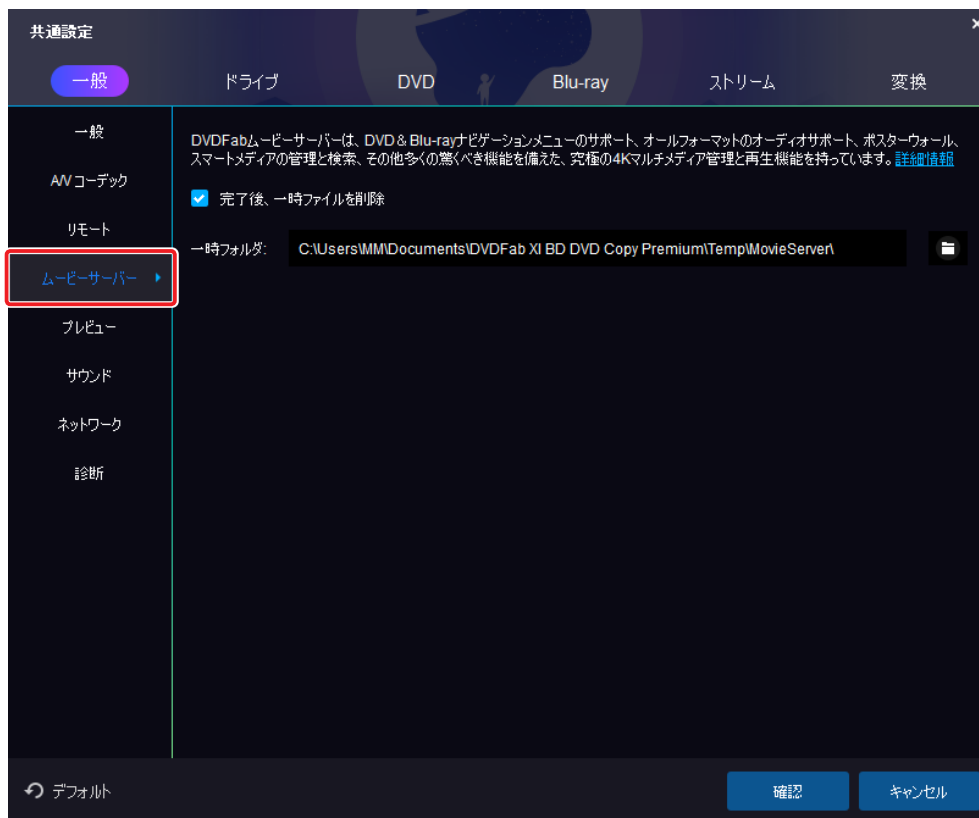 共通設定
一般
ドライブ
DVD
Blu-ray
ストリーム
変換
一般
A/V コーデック
リモート
ムービーサーバー
プレビュー
サウンド
ネットワーク
診断
DVDFabムービーサーバーは、DVD＆Blu-rayナビゲーションメニューのサポート、オールフォーマットのオーディオサポート、ポスターウォール、
スマートメディアの管理と検索、その他多くの驚くべき機能を備えた、究極の4Kマルチメディア管理と再生機能を持っています。詳細情報
完了後、一時ファイルを削除
一時フォルダ: C:\Users\MM\Documents\DVDFab XI BD DVD Copy Premium\Temp\MovieServer\
デフォルト
確認
キャンセル